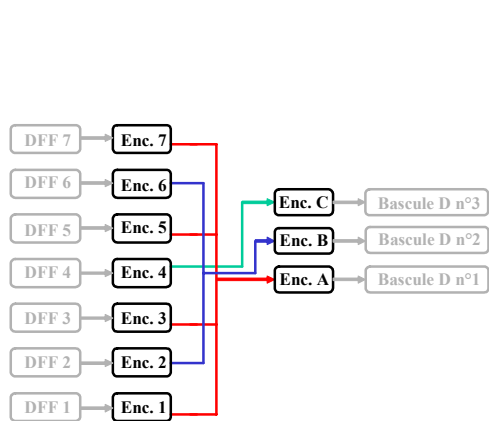 DFF 7 Enc. 7
DFF 6 Enc. 6
DFF 5 Enc. 5
DFF 4 Enc. 4
DFF 3 Enc. 3
DFF 2 Enc. 2
DFF 1 Enc. 1
Enc. C Bascule D n°3
Enc. B Bascule D n°2
Enc. A Bascule D n°1